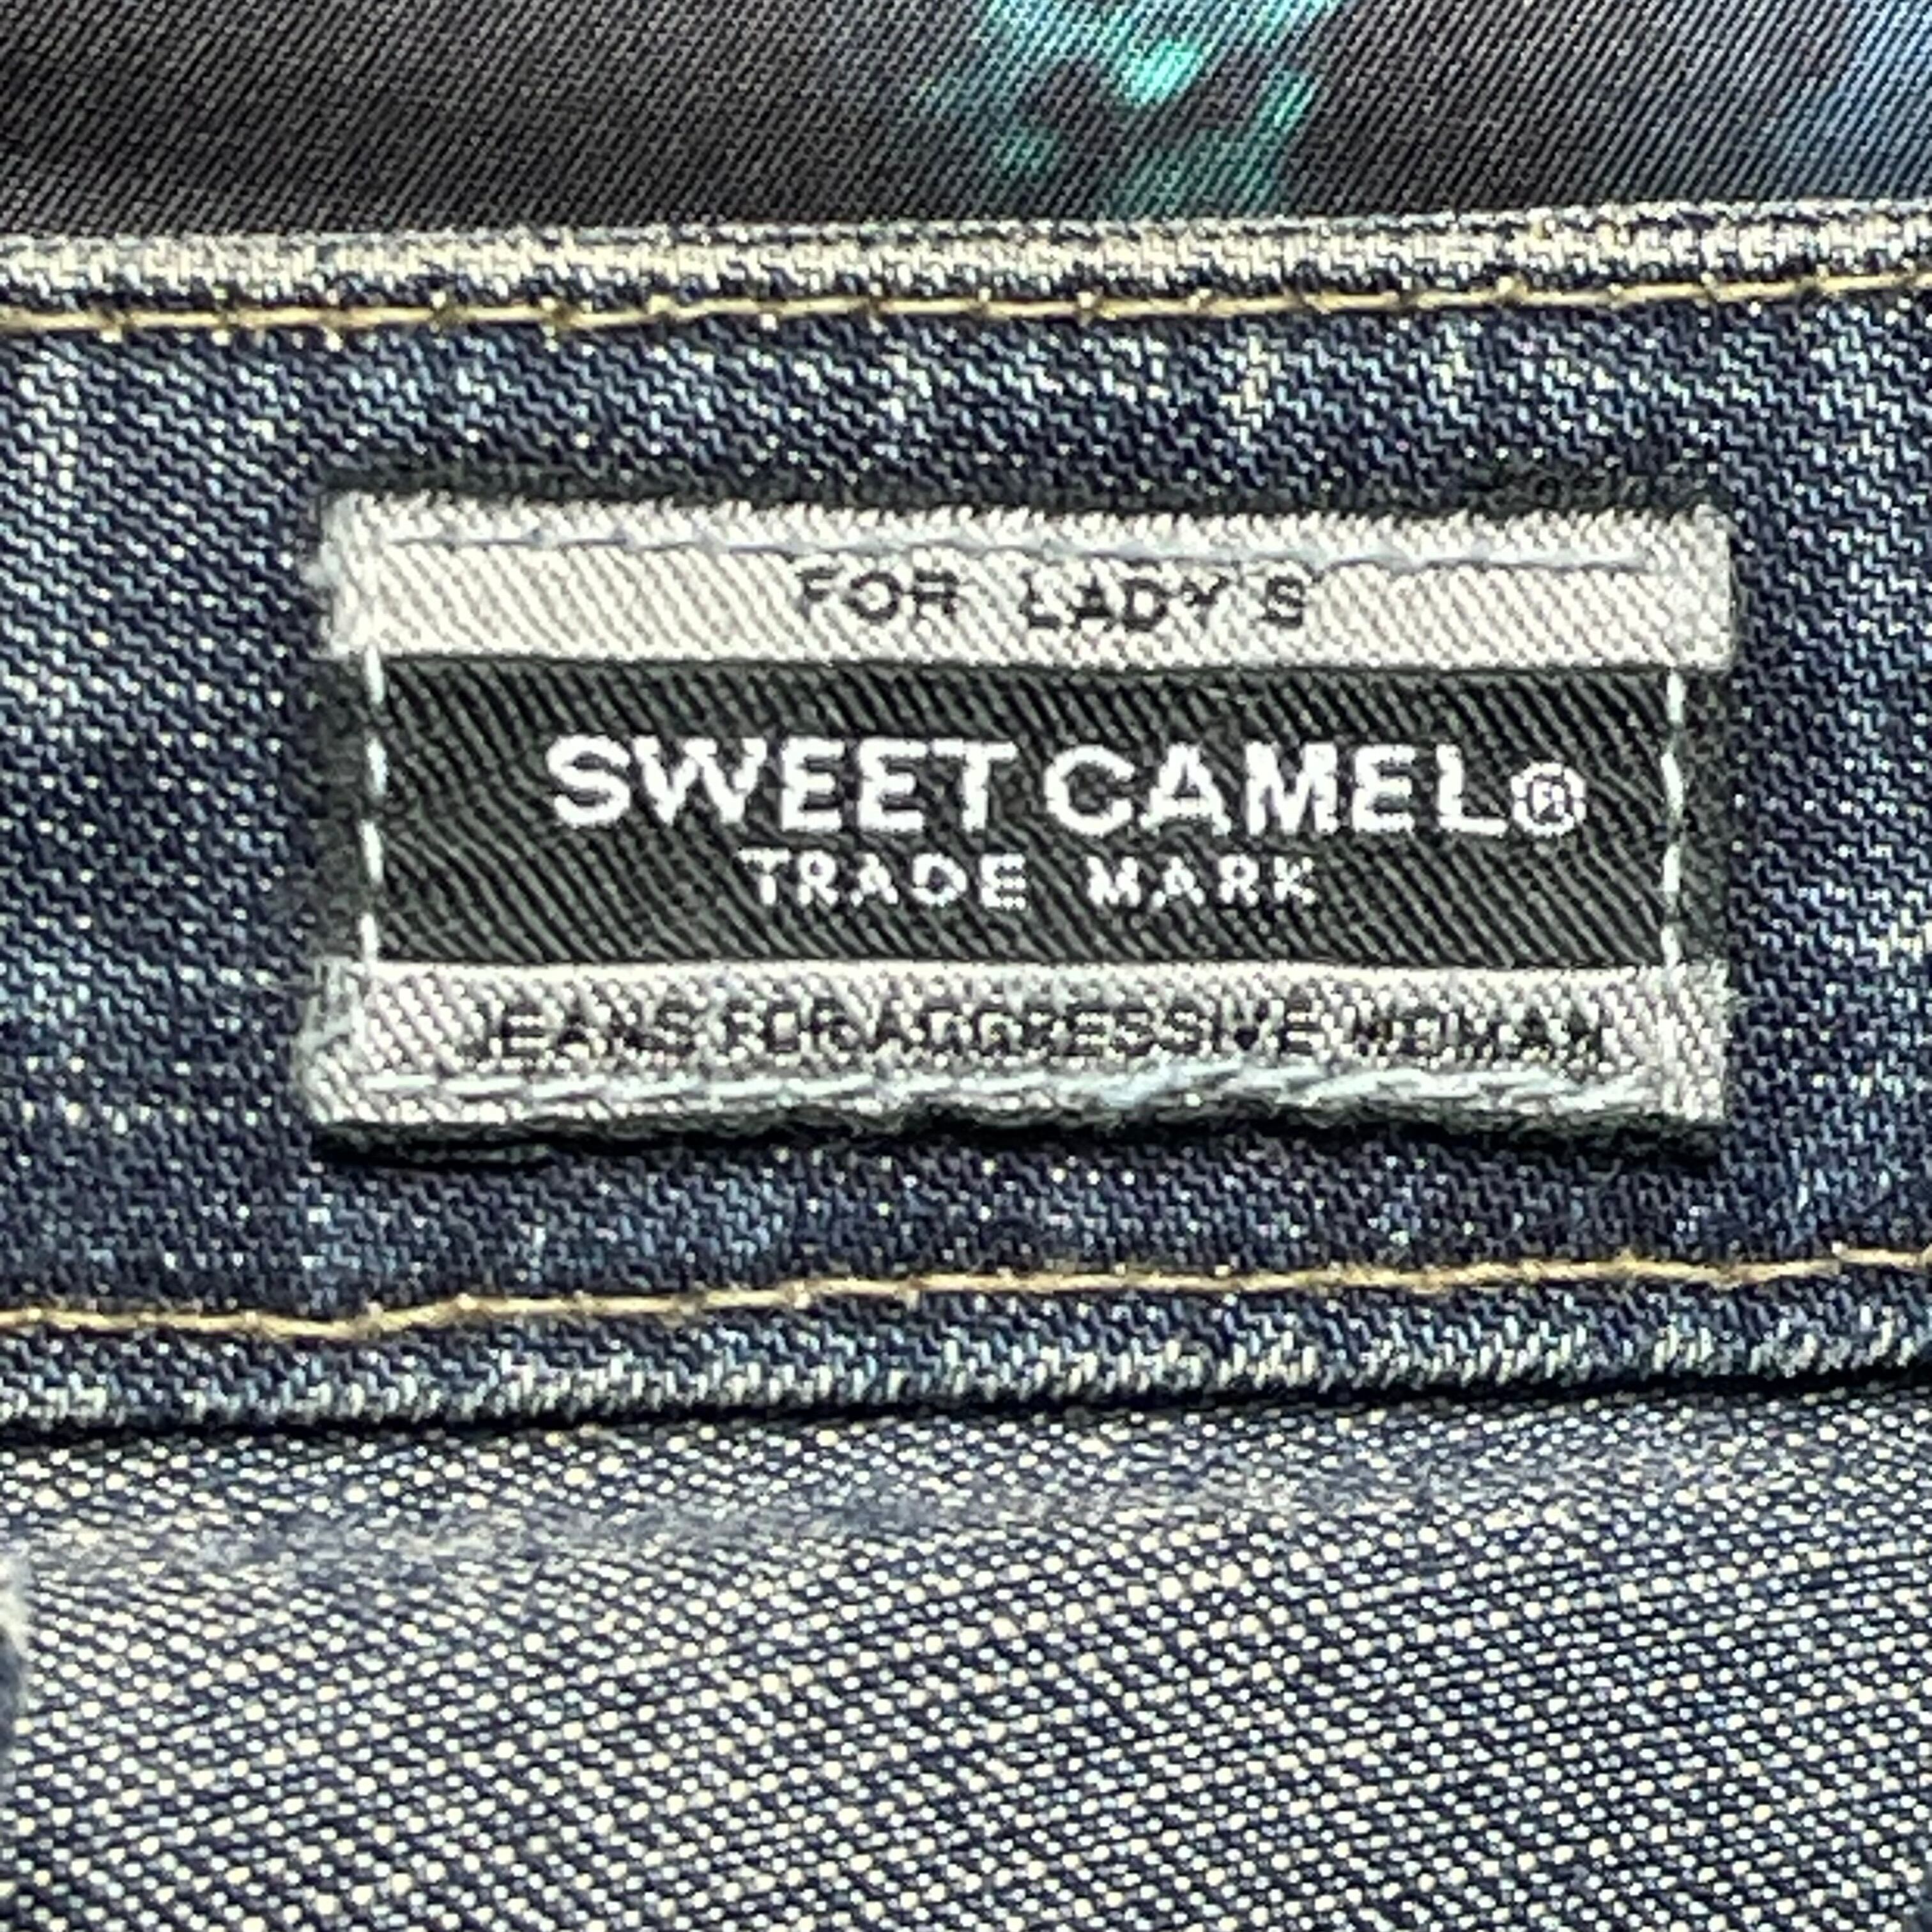 FOR LADY'S
SWEET CAMEL®
TRADE MARK
JEANS FOR AGGRESSIVE WOMAN